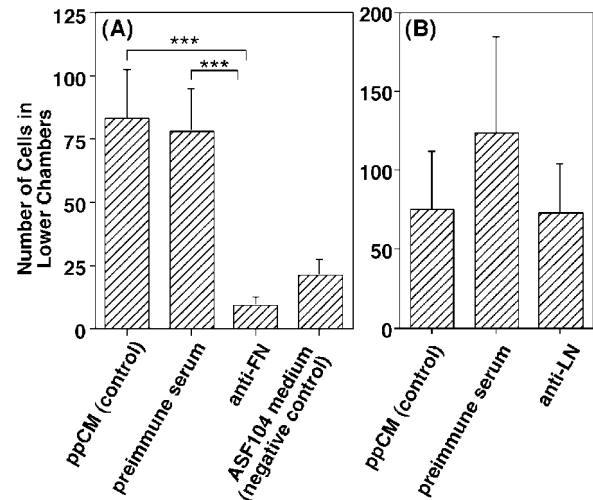 (A)
125
100
75
50
25
0
***
***
Number of Cells in
Lower Chambers
ppCM (control)
preimmune serum
anti-FN
ASF104 medium
(negative control)
(B)
200
150
100
50
0
ppCM (control)
preimmune serum
anti-LN